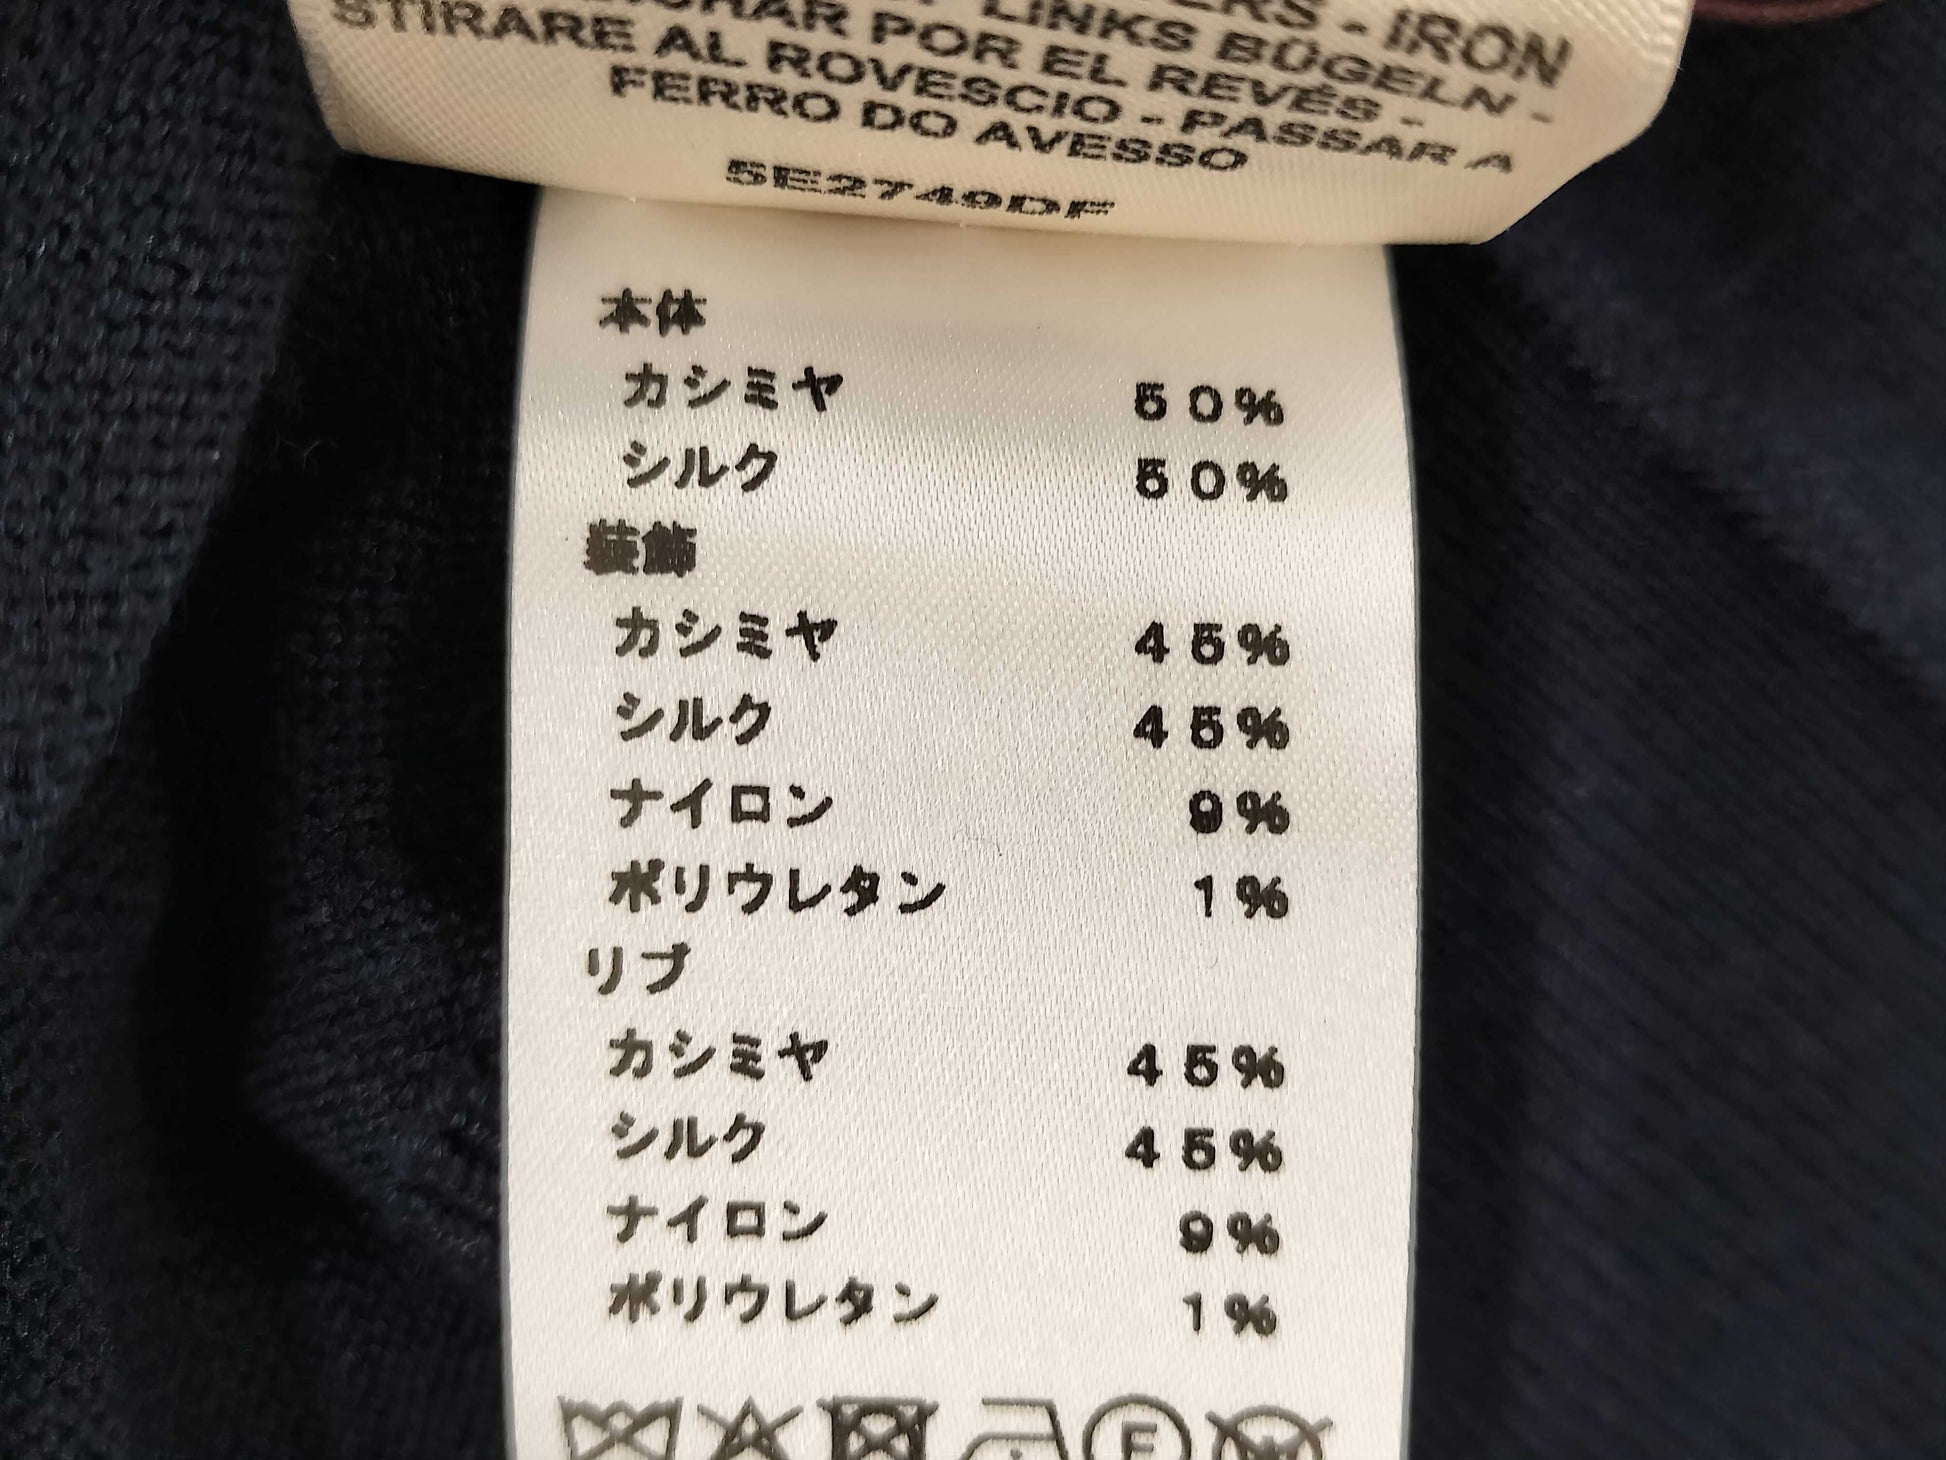 - IRON
LINKS BÜGELN -
POR EL REVÉS -
STIRARE AL ROVESCIO - PASSAR A
FERRO DO AVESSO
5E2749DF
本体
カシミヤ 50%
シルク 50%
装飾
カシミヤ 45%
シルク 45%
ナイロン 9%
ポリウレタン 1%
リブ
カシミヤ 45%
シルク 45%
ナイロン 9%
ポリウレタン 1%